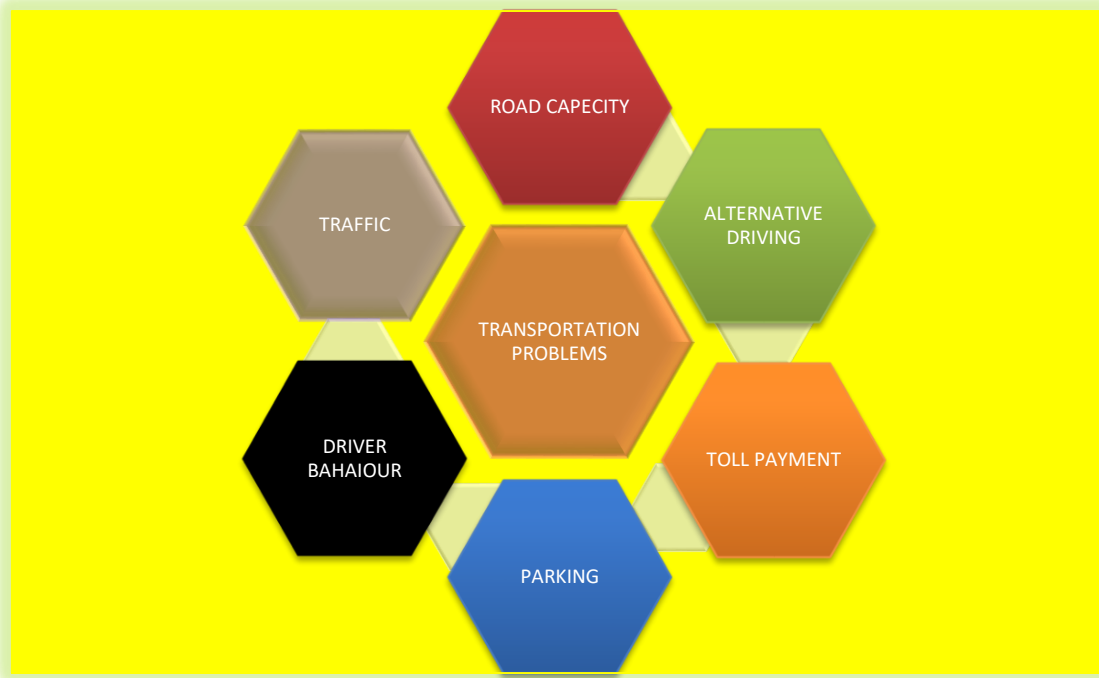 ROAD CAPECITY
ALTERNATIVE
DRIVING
TRAFFIC
TRANSPORTATION
PROBLEMS
TOLL PAYMENT
DRIVER
BAHAIOUR
PARKING